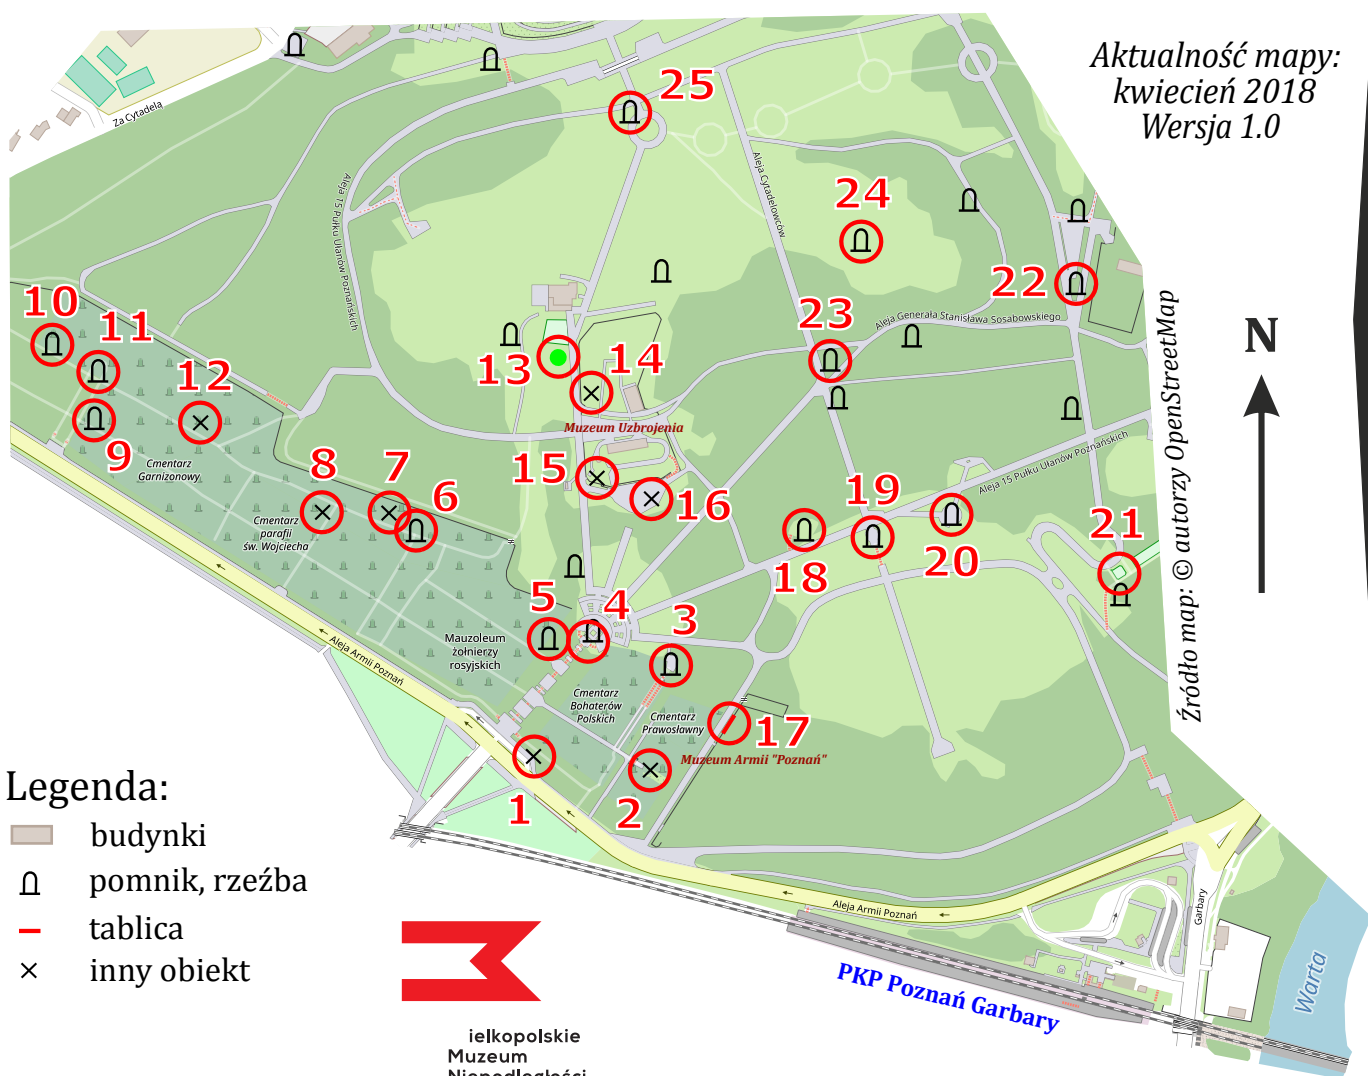 Aktualność mapy:
kwiecień 2018
Wersja 1.0
Za Cytadelą
25
Aleja 15 Pułku Ułanów Poznańskich
Aleja Cytadelowców
24
22
Aleja Generała Stanisława Sosabowskiego
23
N
10
11
12
13
14
Muzeum Uzbrojenia
9
Cmentarz
Garnizonowy
8
7
6
15
16
Cmentarz
parafii
św. Wojciecha
Aleja 15 Pułku Ułanów Poznańskich
18
19
20
21
Źródło map: © autorzy OpenStreetMap
5
4
3
Mauzoleum
żołnierzy
rosyjskich
Aleja Armii Poznań
Cmentarz
Bohaterów
Polskich
Cmentarz
Prawosławny
17
Muzeum Armii "Poznań"
1
2
Legenda:
budynki
pomnik, rzeźba
tablica
inny obiekt
Aleja Armii Poznań
Garbary
PKP Poznań Garbary
Warta
ielkopolskie
Muzeum
Niepodległości